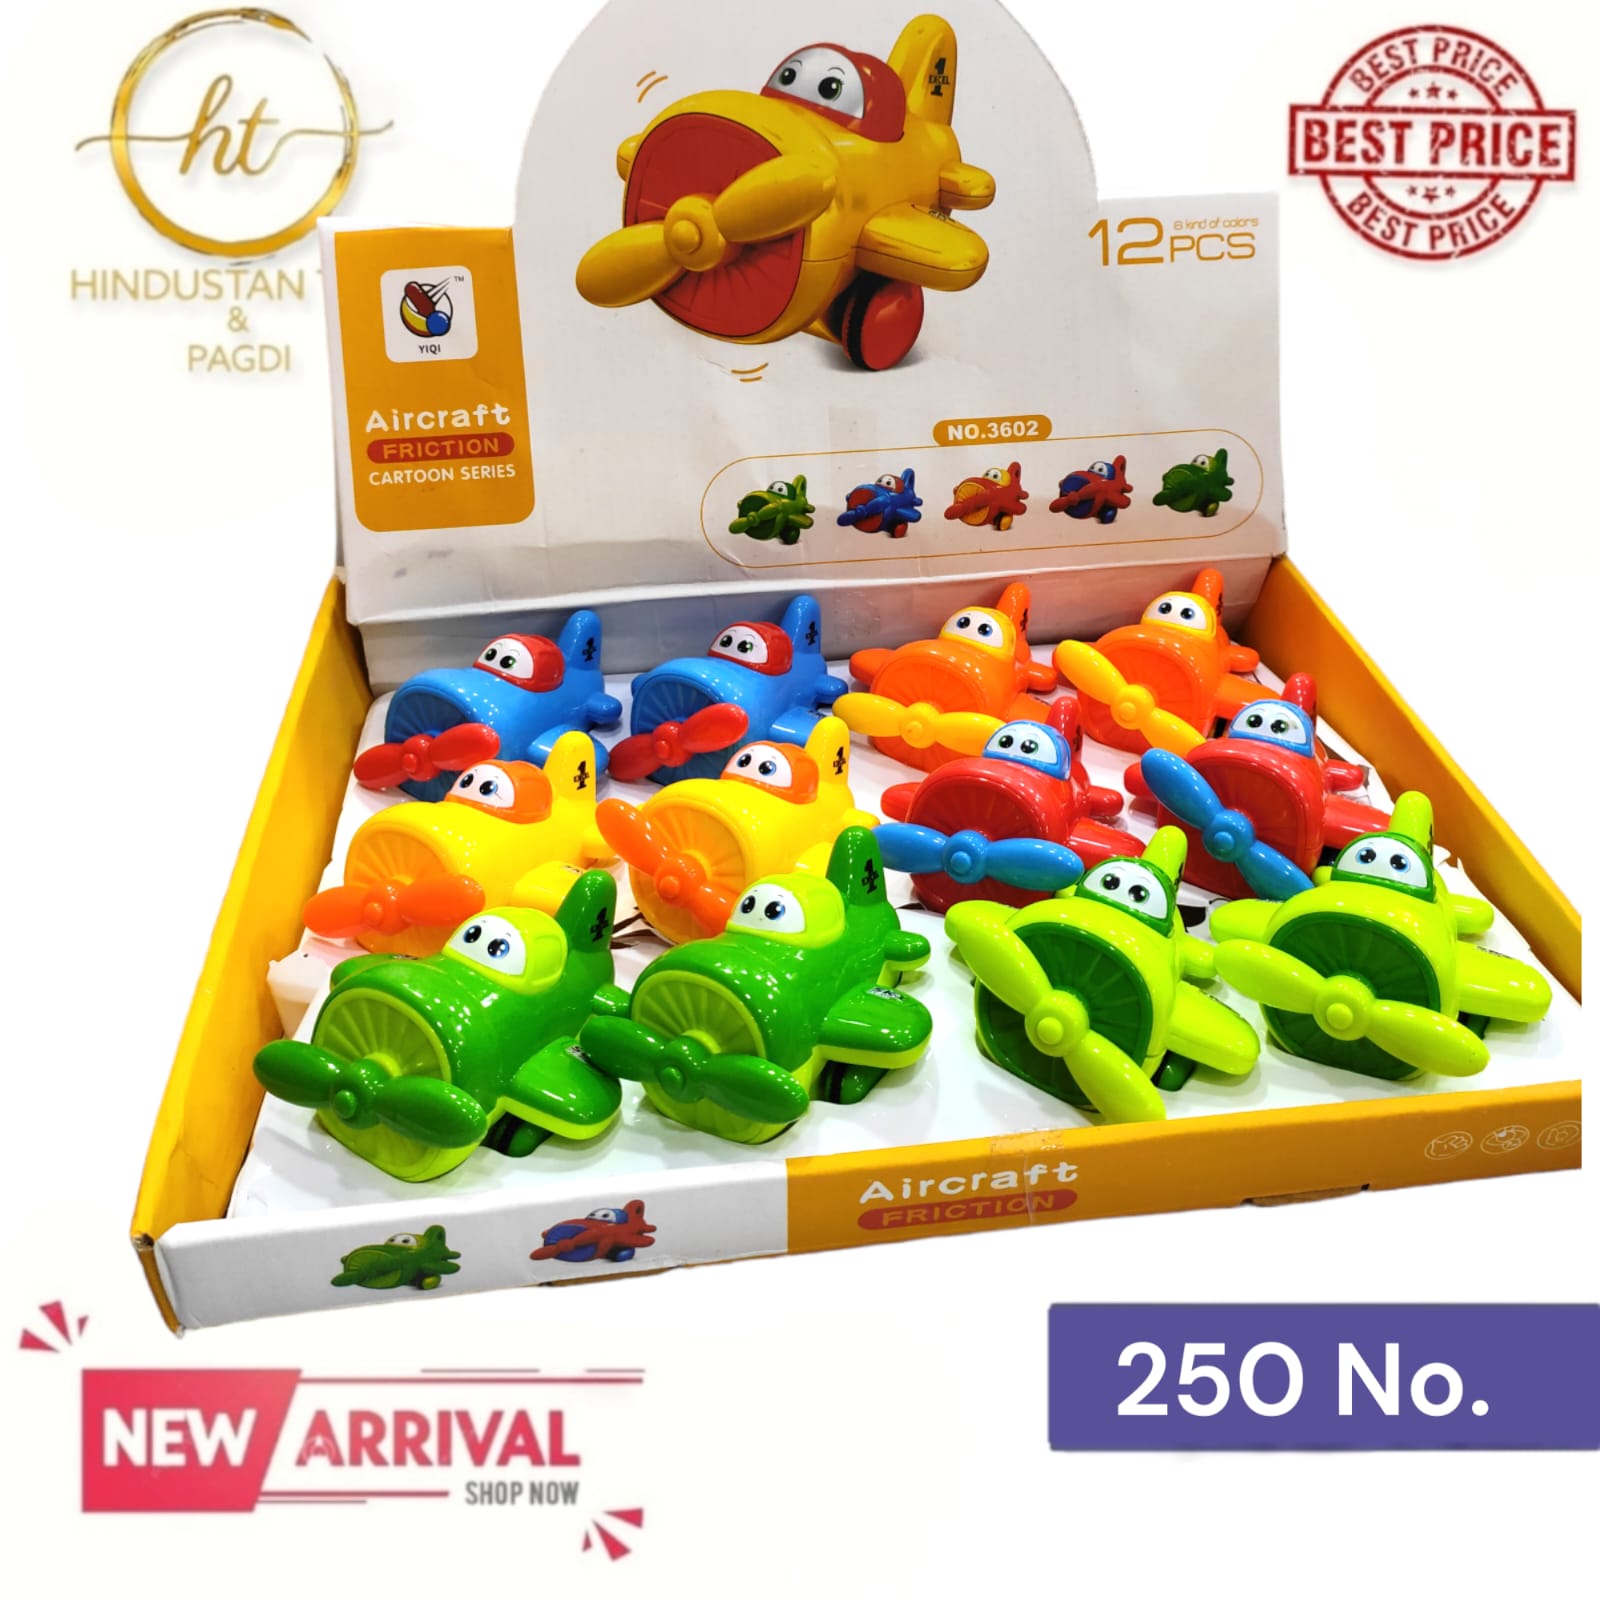 ht
HINDUSTAN
&
PAGDI
BEST PRICE
BEST PRICE
BEST PRICE
1
EXCEL
6 kind of colors
12PCS
TM
YIQI
Aircraft
FRICTION
CARTOON SERIES
NO.3602
Aircraft
FRICTION
NEW ARRIVAL
SHOP NOW
250 No.